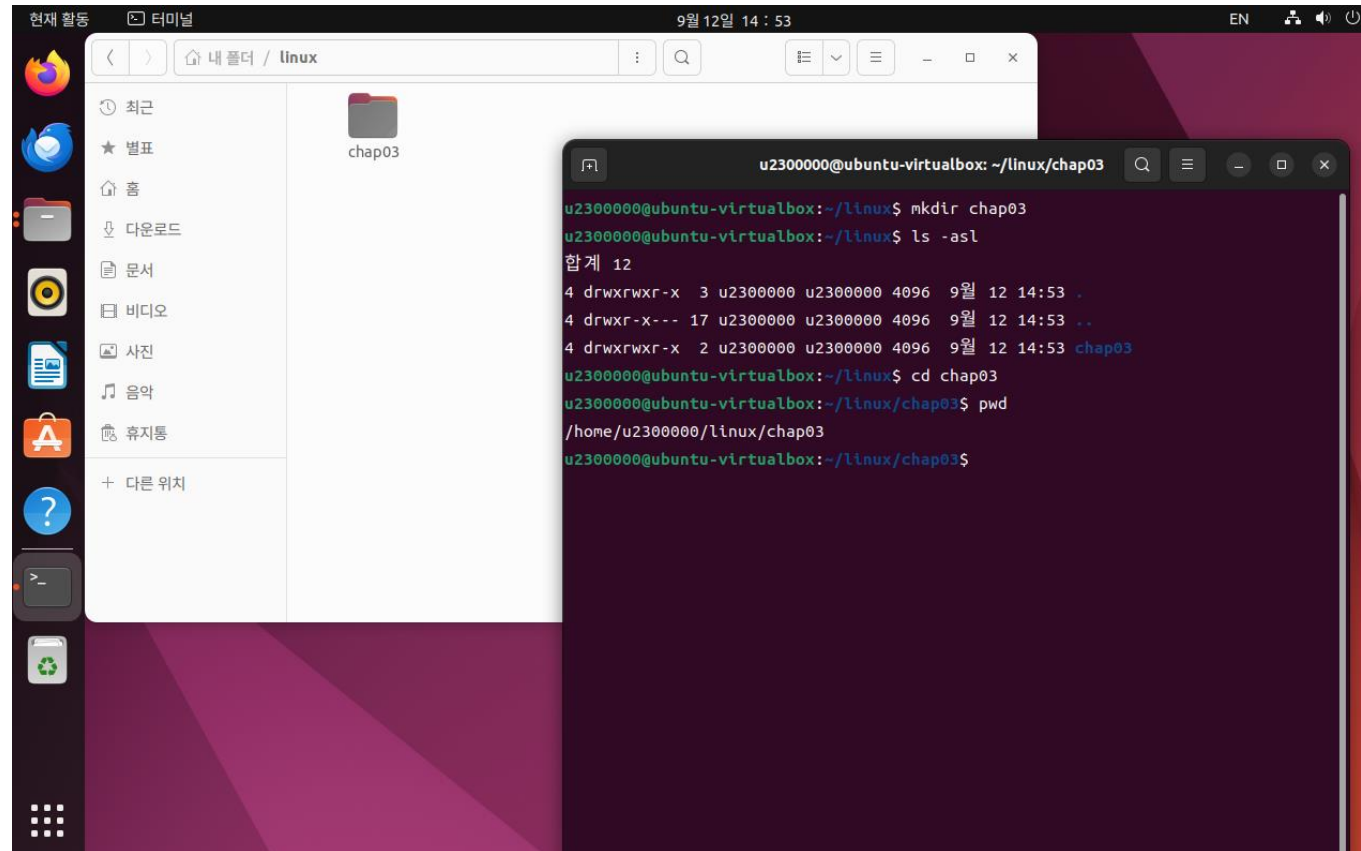 현재 활동 터미널 9월 12일 14 : 53 EN
내 폴더 / linux
최근
별표
홈
다운로드
문서
비디오
사진
음악
휴지통
+ 다른 위치
chap03
u2300000@ubuntu-virtualbox: ~/linux/chap03
u2300000@ubuntu-virtualbox:~/linux$ mkdir chap03
u2300000@ubuntu-virtualbox:~/linux$ ls -asl
합계 12
4 drwxrwxr-x  3 u2300000 u2300000 4096  9월 12 14:53 .
4 drwxr-x--- 17 u2300000 u2300000 4096  9월 12 14:53 ..
4 drwxrwxr-x  2 u2300000 u2300000 4096  9월 12 14:53 chap03
u2300000@ubuntu-virtualbox:~/linux$ cd chap03
u2300000@ubuntu-virtualbox:~/linux/chap03$ pwd
/home/u2300000/linux/chap03
u2300000@ubuntu-virtualbox:~/linux/chap03$